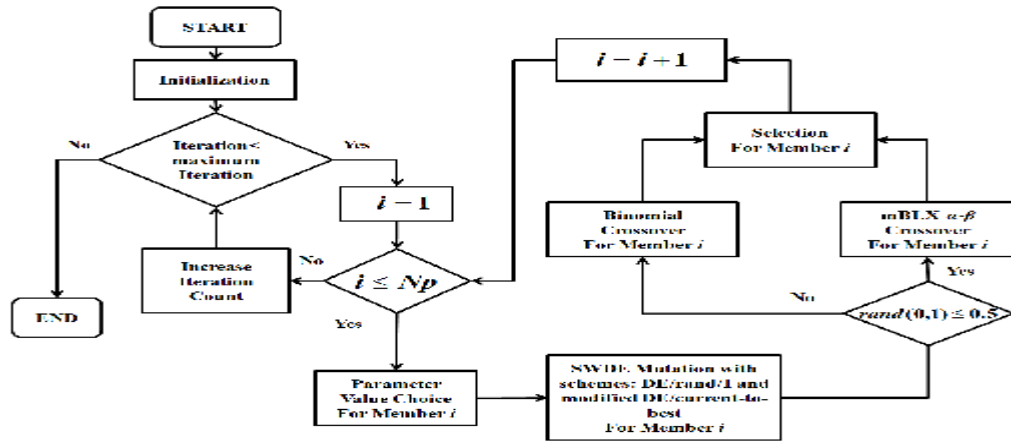 START
Initialization
Iteration<
maximum
Iteration
No
Yes
i = 1
i ≤ Np
No
Yes
Increase
Iteration
Count
END
Parameter
Value Choice
For Member i
SWDE Mutation with
schemes: DE/rand/1 and
modified DE/current-to-
best
For Member i
rand(0,1) ≤ 0.5
No
Yes
Binomial
Crossover
For Member i
mBLX α-β
Crossover
For Member i
Selection
For Member i
i = i + 1